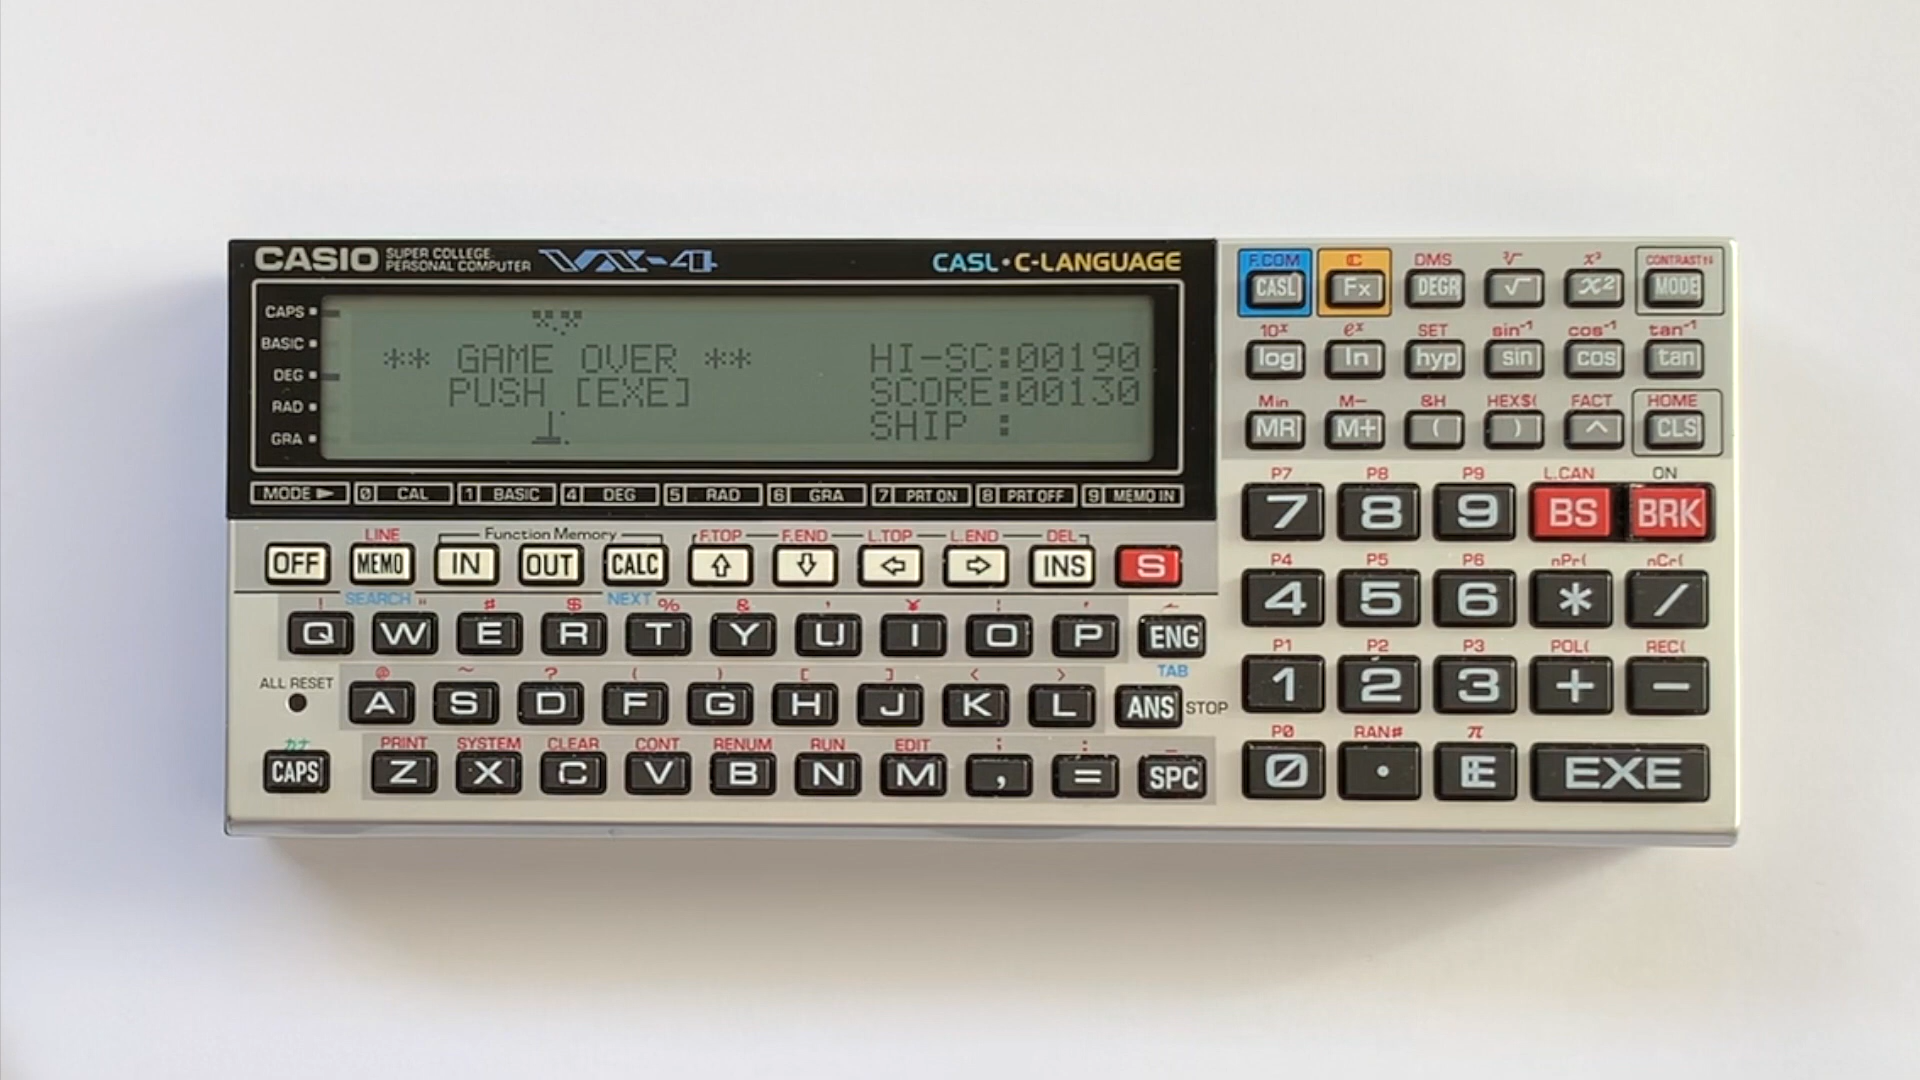 CASIO SUPER COLLEGE PERSONAL COMPUTER VX-4 CASL・C-LANGUAGE
CAPS
BASIC
DEG
RAD
GRA
** GAME OVER ** HI-SC:00190
PUSH [EXE] SCORE:00130
SHIP :
MODE 0 CAL 1 BASIC 4 DEG 5 RAD 6 GRA 7 PRT ON 8 PRT OFF 9 MEMO IN
LINE Function Memory F.TOP F.END L.TOP L.END DEL
OFF MEMO IN OUT CALC ⇧ ⇩ ⇦ ⇨ INS S
SEARCH NEXT
! " # $ % & ' ¥
Q W E R T Y U I O P ENG
TAB
@ ~ ? ( ) [ ] < >
ALL RESET
A S D F G H J K L ANS STOP
カナ PRINT SYSTEM CLEAR CONT RENUM RUN EDIT ; : _
CAPS Z X C V B N M , = SPC
F.COM C DMS ³√ x³ CONTRAST
CASL Fx DEGR √ x² MODE
10ˣ eˣ SET sin⁻¹ cos⁻¹ tan⁻¹
log ln hyp sin cos tan
Min M- &H HEX$( FACT HOME
MR M+ ( ) ^ CLS
P7 P8 P9 L.CAN ON
7 8 9 BS BRK
P4 P5 P6 nPr( nCr(
4 5 6 * /
P1 P2 P3 POL( REC(
1 2 3 + -
P0 RAN# π
0 . E EXE